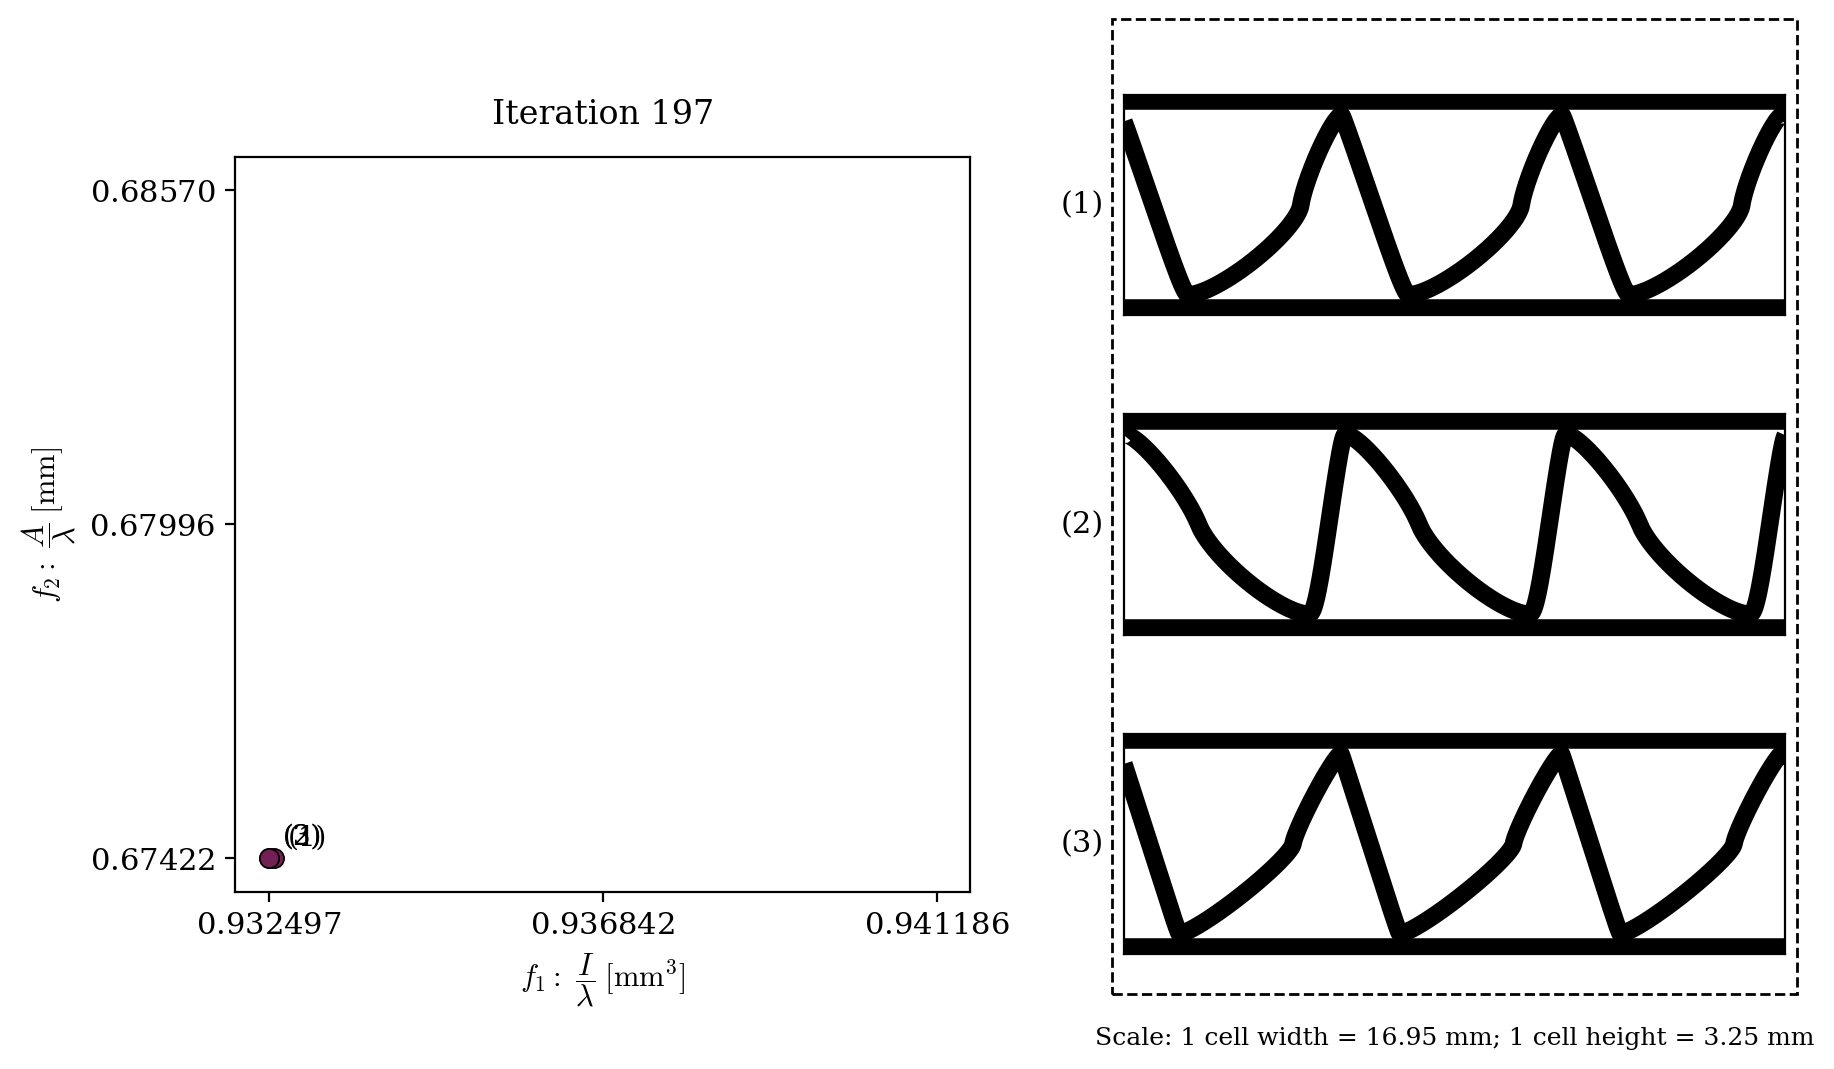 Iteration 197
0.68570
0.67996
0.67422
f₂ : A/λ [mm]
(3)
0.932497 0.936842 0.941186
f₁ : I/λ [mm³]
(1)
(2)
(3)
Scale: 1 cell width = 16.95 mm; 1 cell height = 3.25 mm